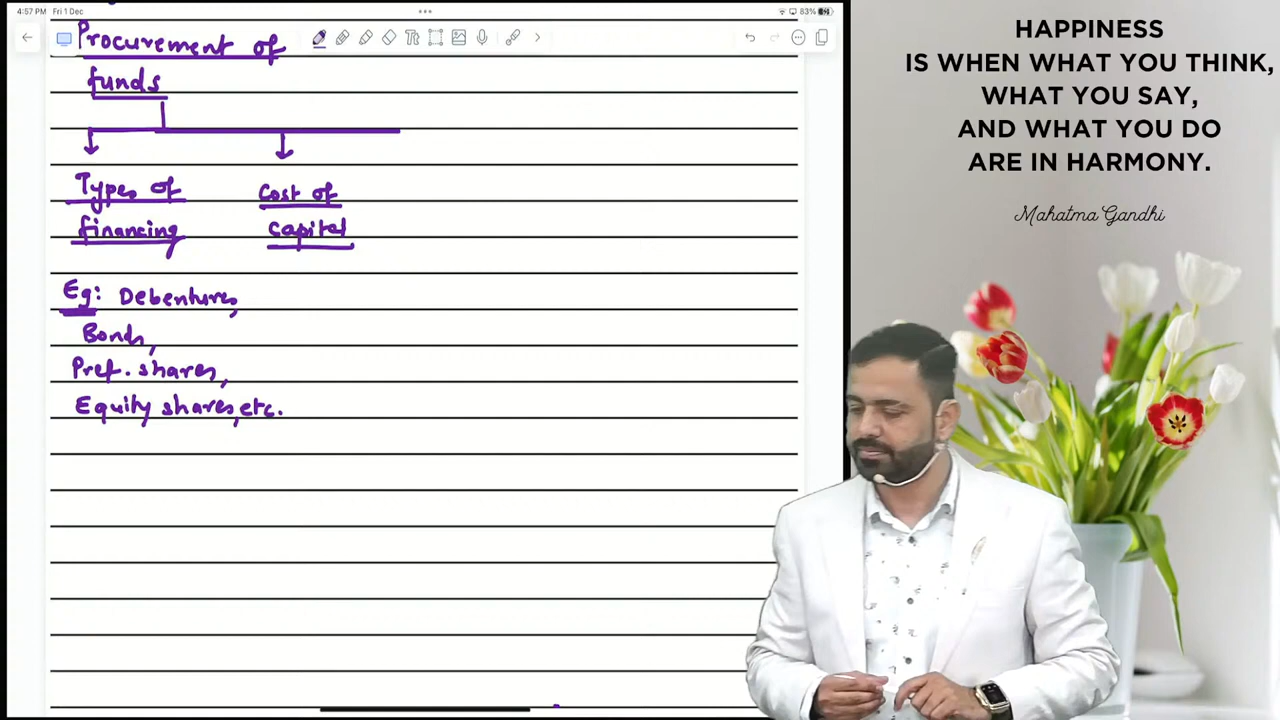 4:57 PM Fri 1 Dec
83%
Procurement of
funds
Types of
financing
Cost of
capital
Eg: Debentures,
Bonds,
Pref. shares,
Equity shares, etc.
HAPPINESS
IS WHEN WHAT YOU THINK,
WHAT YOU SAY,
AND WHAT YOU DO
ARE IN HARMONY.
Mahatma Gandhi